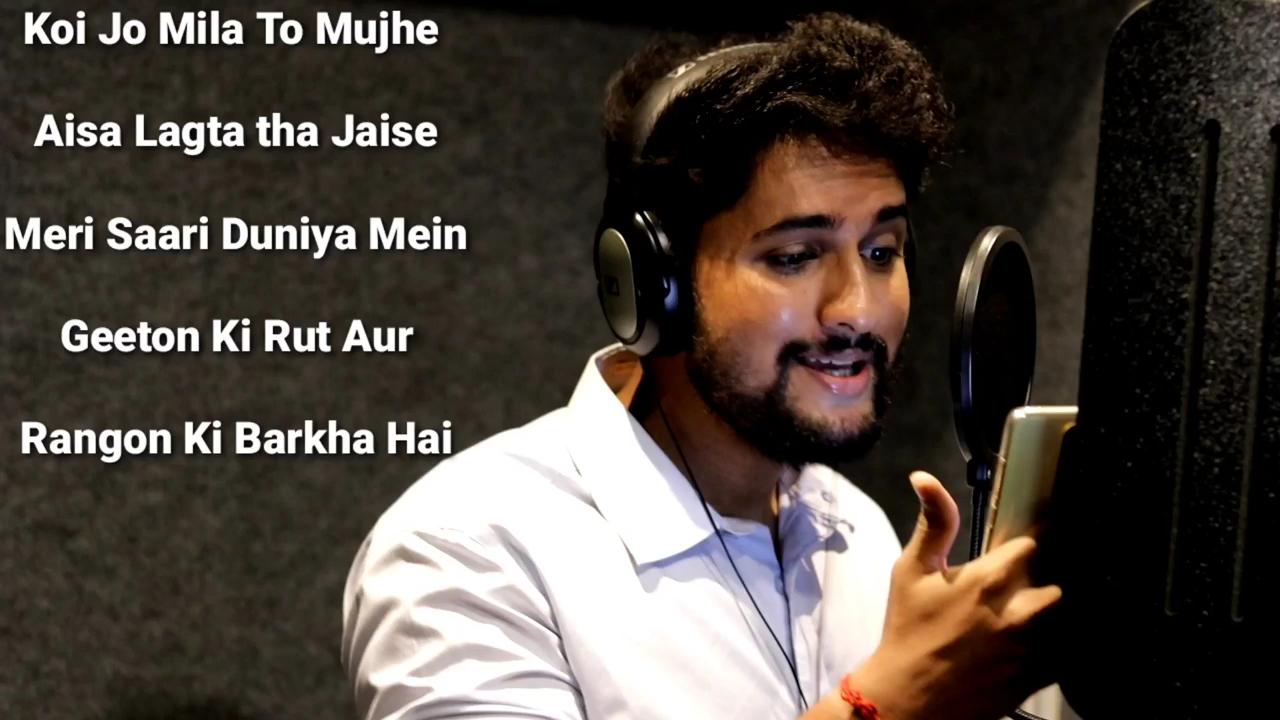 Koi Jo Mila To Mujhe
Aisa Lagta tha Jaise
Meri Saari Duniya Mein
Geeton Ki Rut Aur
Rangon Ki Barkha Hai